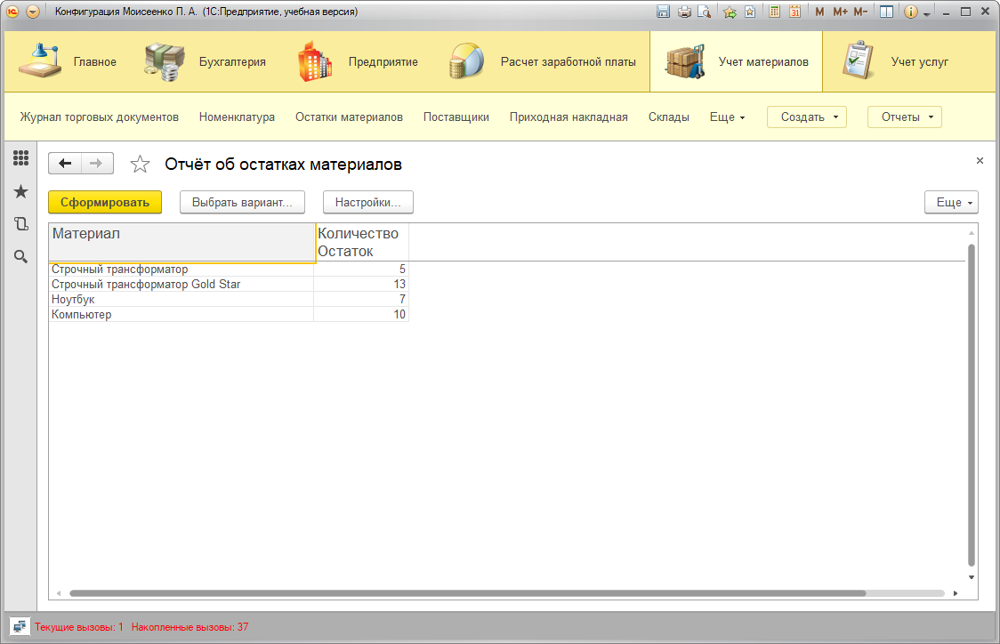 Конфигурация Моисеенко П. А. (1С:Предприятие, учебная версия)
31 M M+ M−
Главное Бухгалтерия Предприятие Расчет заработной платы Учет материалов Учет услуг
Журнал торговых документов Номенклатура Остатки материалов Поставщики Приходная накладная Склады Еще Создать Отчеты
Отчёт об остатках материалов
Сформировать Выбрать вариант... Настройки... Еще
Материал Количество
Остаток
Строчный трансформатор 5
Строчный трансформатор Gold Star 13
Ноутбук 7
Компьютер 10
Текущие вызовы: 1 Накопленные вызовы: 37